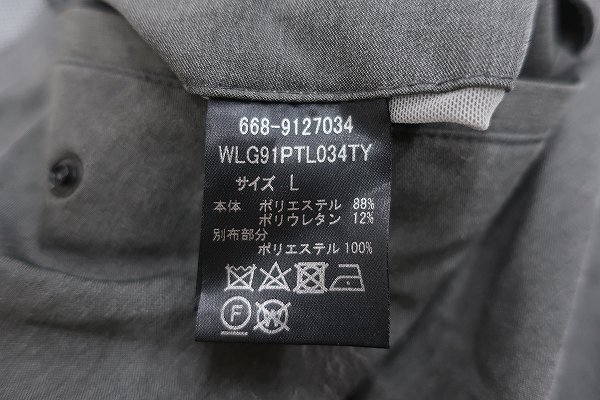 668-9127034
WLG91PTL034TY
サイズ L
本体 ポリエステル 88%
ポリウレタン 12%
別布部分
ポリエステル 100%
F W